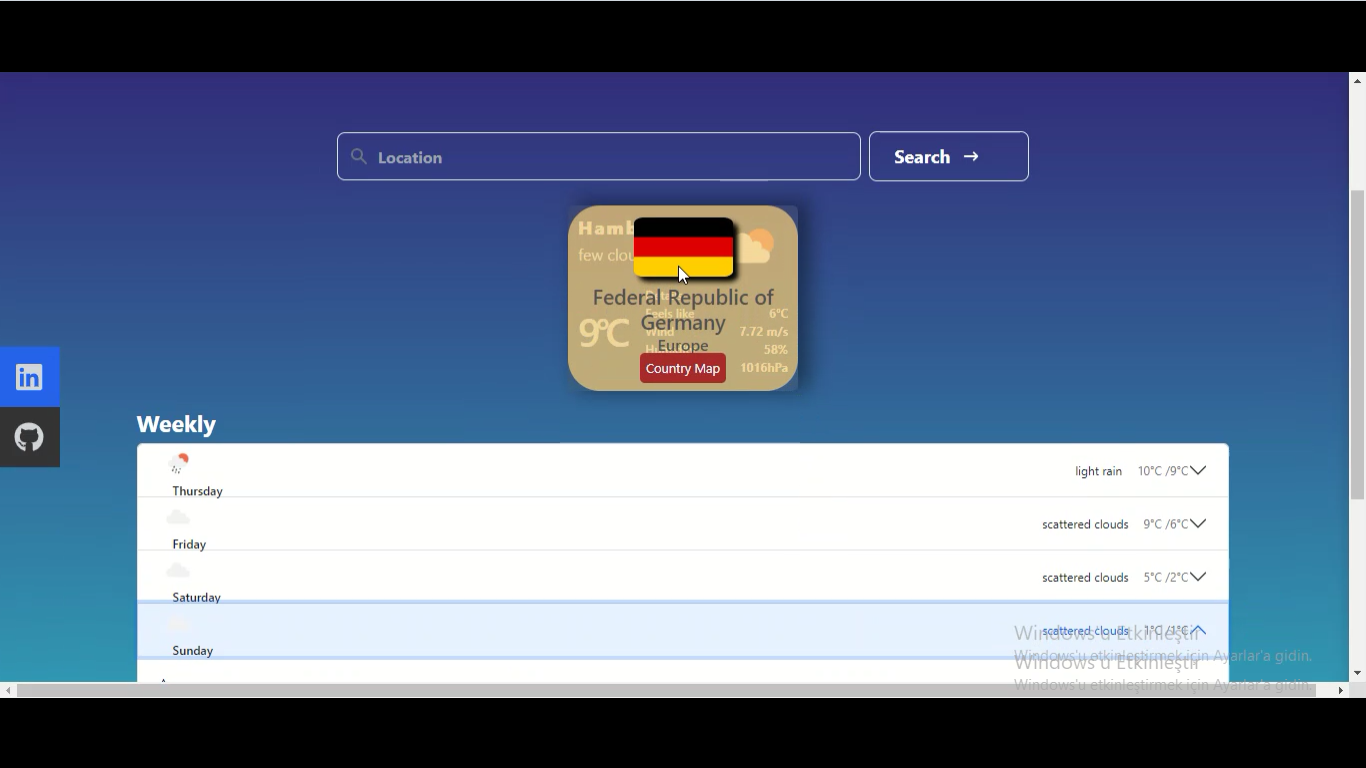 Location
Search →
Hamb
few clou
Federal Republic of
Germany
Europe
Country Map
9°C
Feels like 6°C
Wind 7.72 m/s
58%
1016hPa
in
Weekly
light rain 10°C /9°C
Thursday
scattered clouds 9°C /6°C
Friday
scattered clouds 5°C /2°C
Saturday
scattered clouds /1°C
Sunday
Windows'u Etkinleştir
Windows'u etkinleştirmek için Ayarlar'a gidin.
Windows'u Etkinleştir
Windows'u etkinleştirmek için Ayarlar'a gidin.